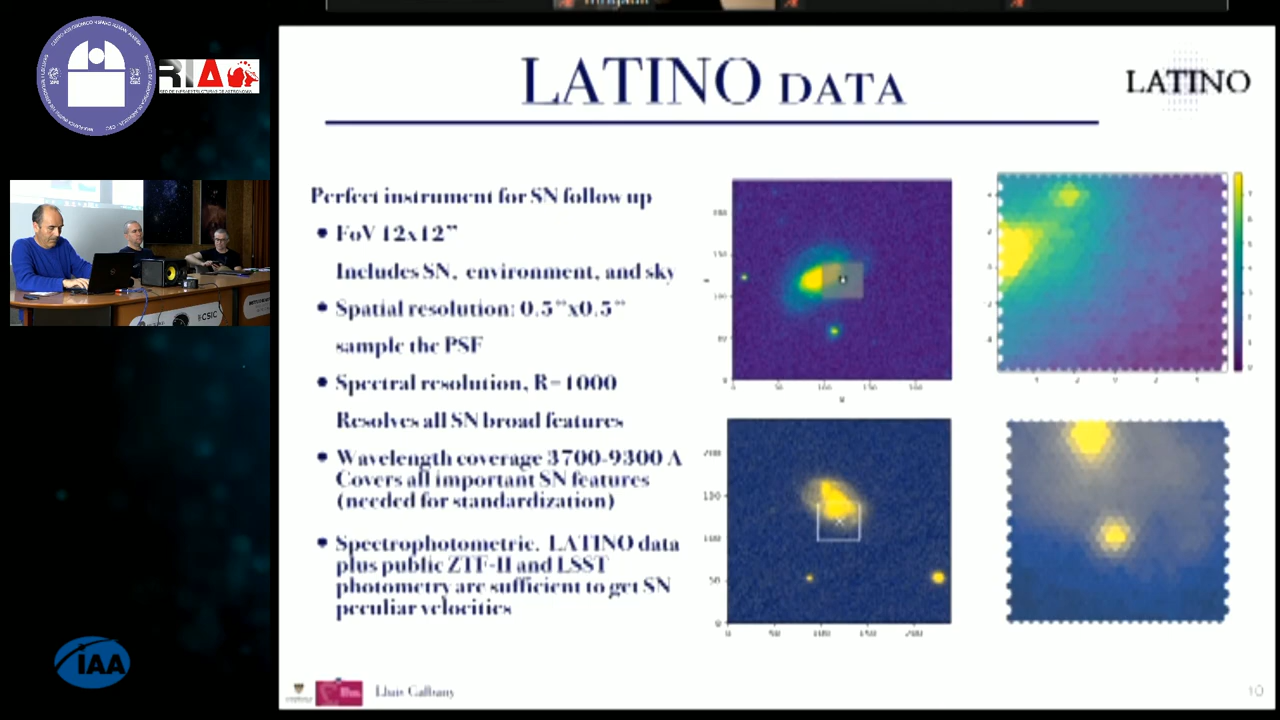 RIA
LATINO DATA
LATINO
Perfect instrument for SN follow up
• FoV 12x12”
Includes SN, environment, and sky
• Spatial resolution: 0.5”x0.5”
sample the PSF
• Spectral resolution, R=1000
Resolves all SN broad features
• Wavelength coverage 3700-9300 A
Covers all important SN features
(needed for standardization)
• Spectrophotometric. LATINO data
plus public ZTF-II and LSST
photometry are sufficient to get SN
peculiar velocities
CSIC
IAA
Lluis Galbany
10